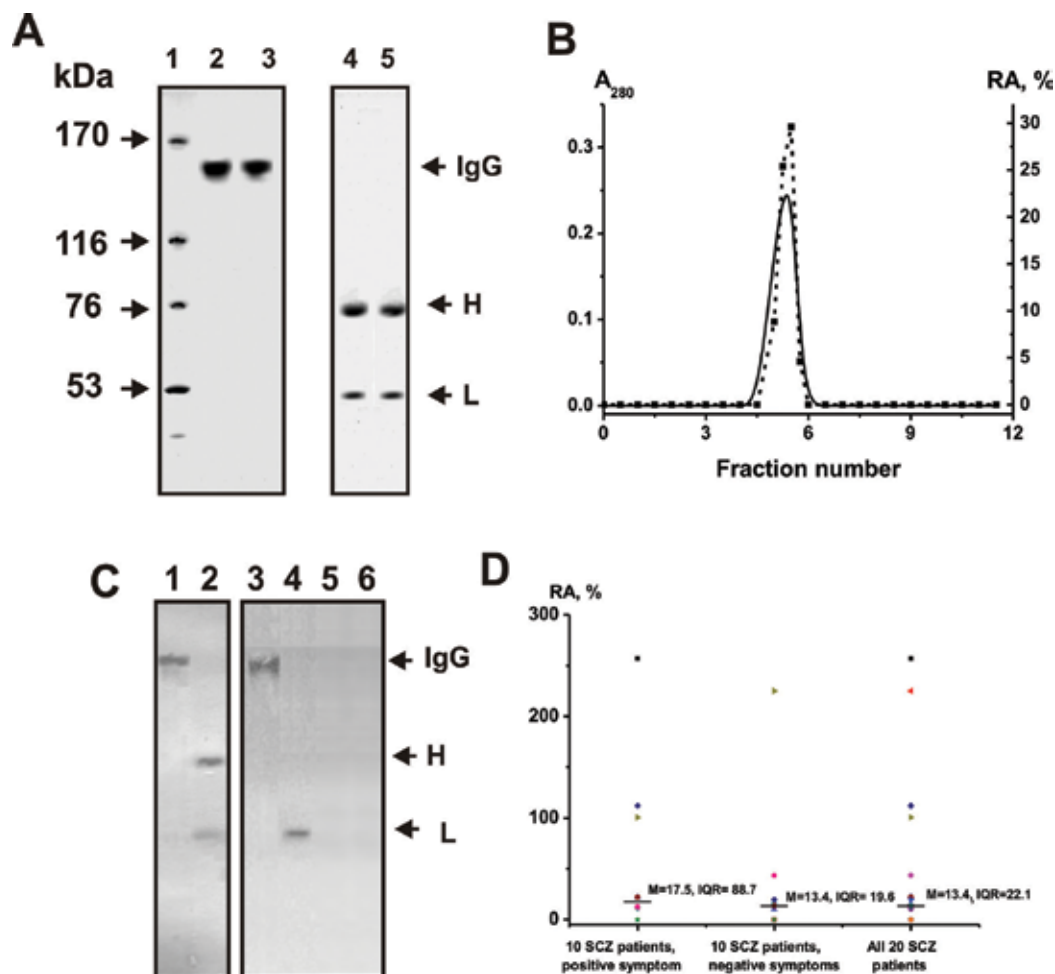 A
kDa
1 2 3 4 5
170
116
76
53
IgG
H
L
B
A280
RA, %
0.3
0.2
0.1
0.0
30
25
20
15
10
5
0
0 3 6 9 12
Fraction number
C
1 2 3 4 5 6
IgG
H
L
D
RA, %
300
200
100
0
M=17.5, IQR= 88.7
M=13.4, IQR= 19.6
M=13.4, IQR=22.1
10 SCZ patients,
positive symptom
10 SCZ patients,
negative symptoms
All 20 SCZ
patients